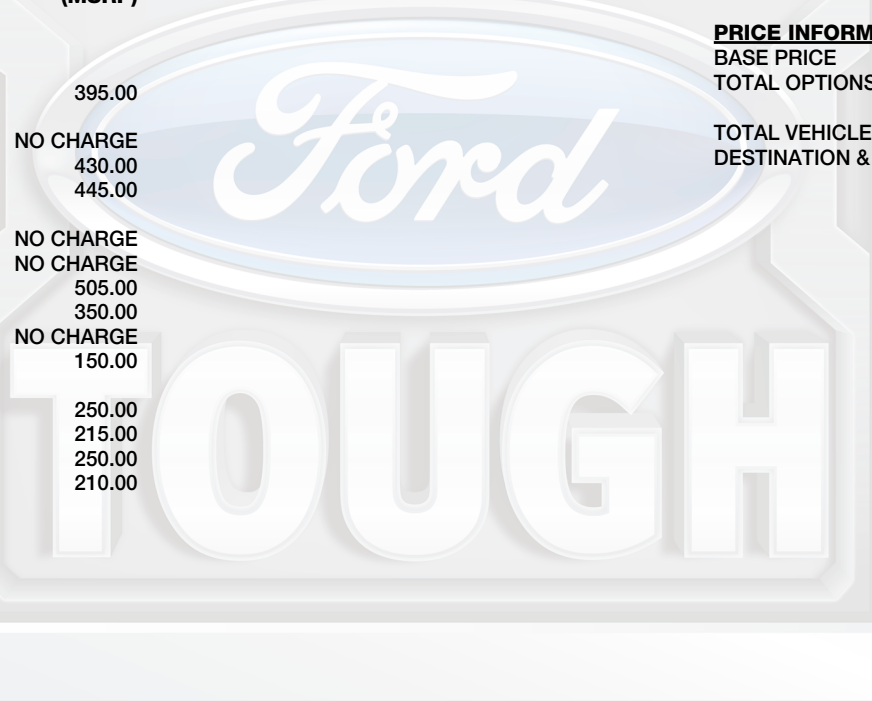 (MSRP)
395.00
NO CHARGE
430.00
445.00
NO CHARGE
NO CHARGE
505.00
350.00
NO CHARGE
150.00
250.00
215.00
250.00
210.00
PRICE INFORM
BASE PRICE
TOTAL OPTIONS
TOTAL VEHICLE
DESTINATION &
Ford
TOUGH